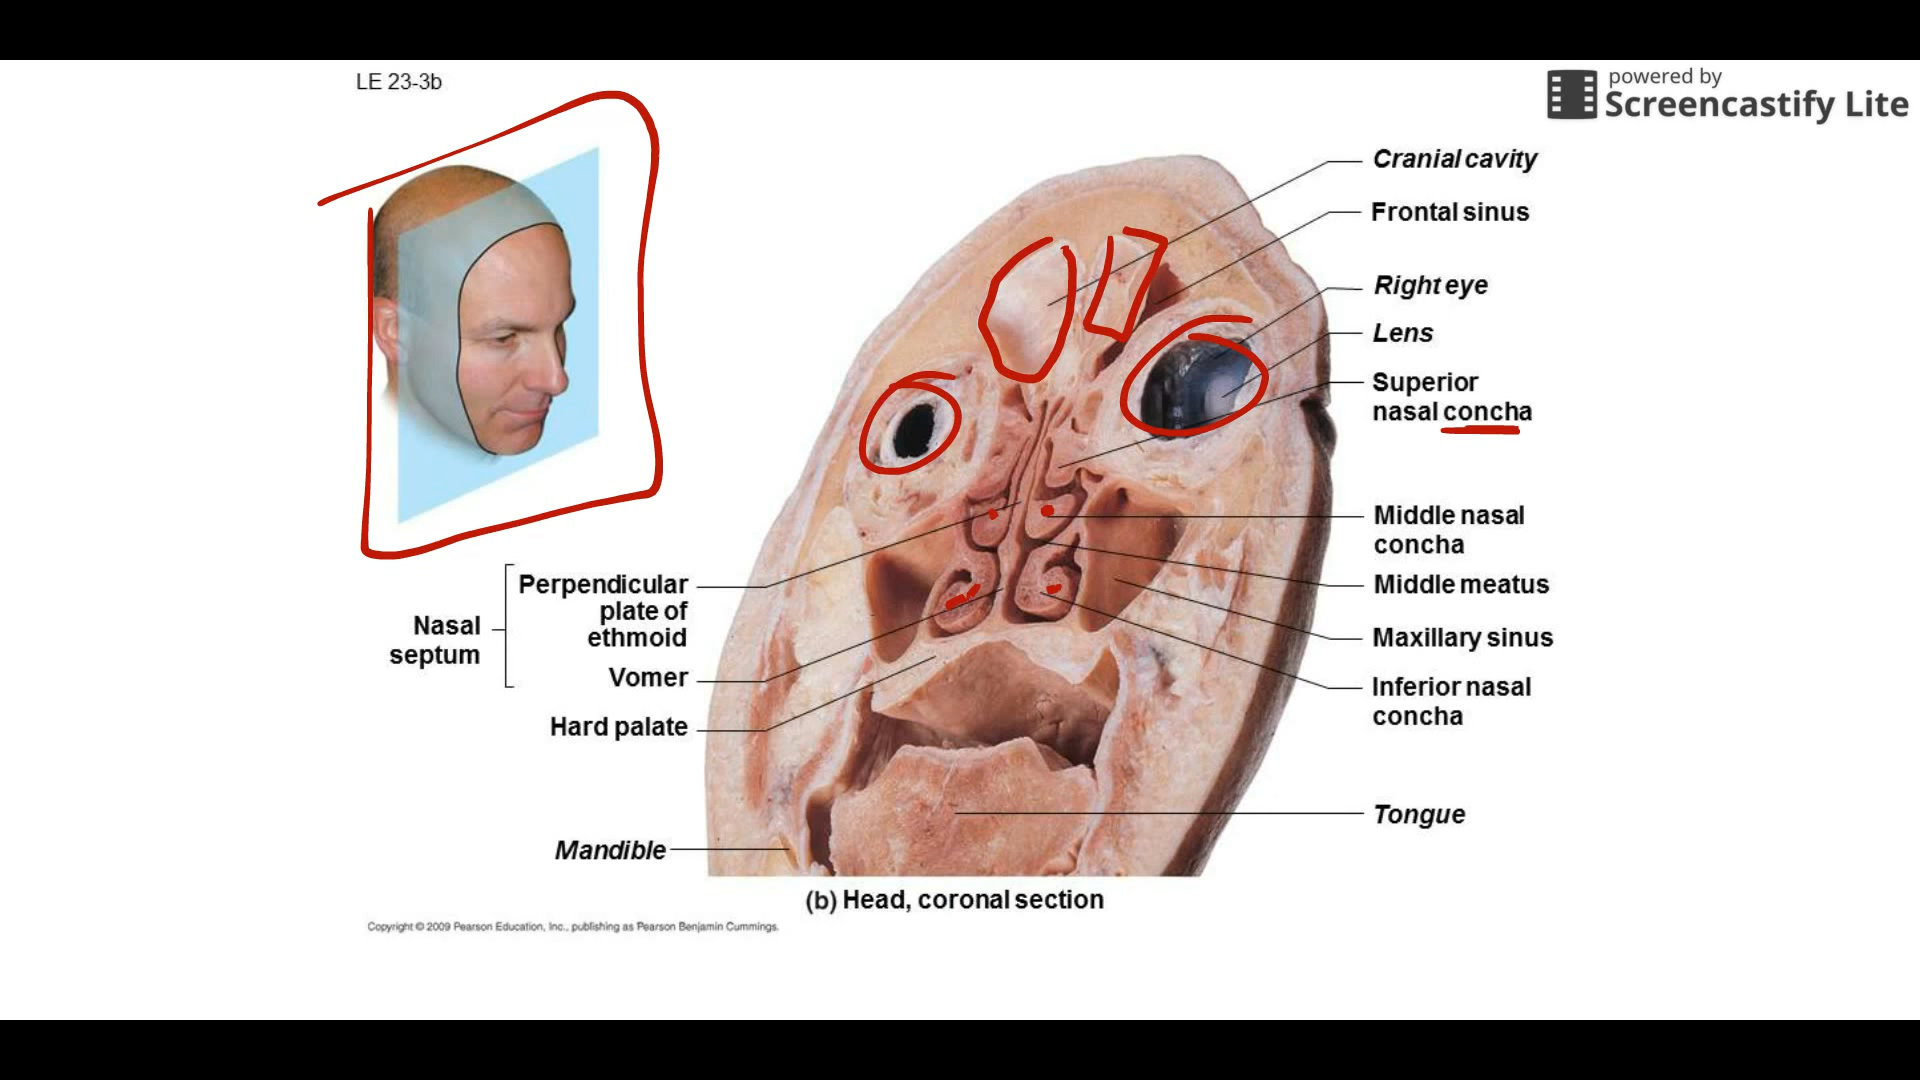 LE 23-3b
powered by
Screencastify Lite
Cranial cavity
Frontal sinus
Right eye
Lens
Superior
nasal concha
Middle nasal
concha
Middle meatus
Maxillary sinus
Inferior nasal
concha
Tongue
Nasal
septum
Perpendicular
plate of
ethmoid
Vomer
Hard palate
Mandible
(b) Head, coronal section
Copyright © 2009 Pearson Education, Inc., publishing as Pearson Benjamin Cummings.